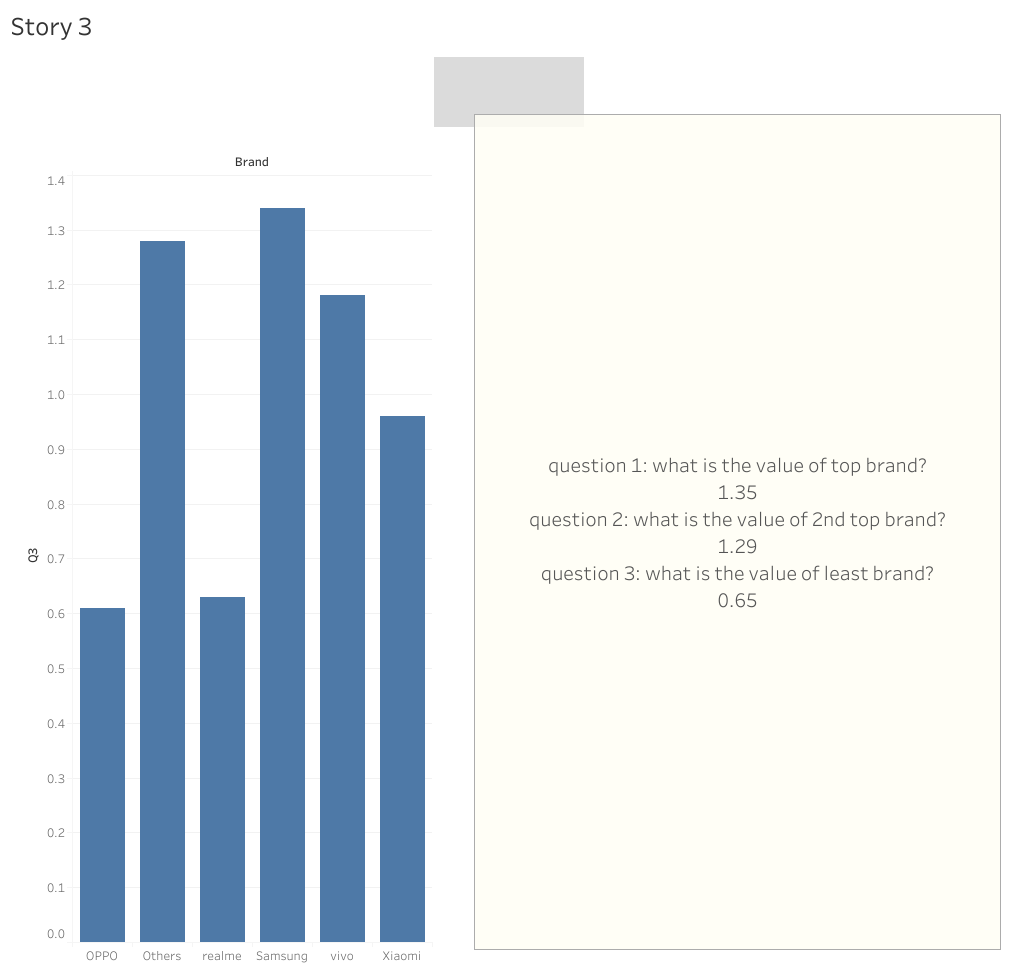 Story 3
Brand
1.4
1.3
1.2
1.1
1.0
0.9
0.8
0.7
0.6
0.5
0.4
0.3
0.2
0.1
0.0
Q3
OPPO Others realme Samsung vivo Xiaomi
question 1: what is the value of top brand?
1.35
question 2: what is the value of 2nd top brand?
1.29
question 3: what is the value of least brand?
0.65